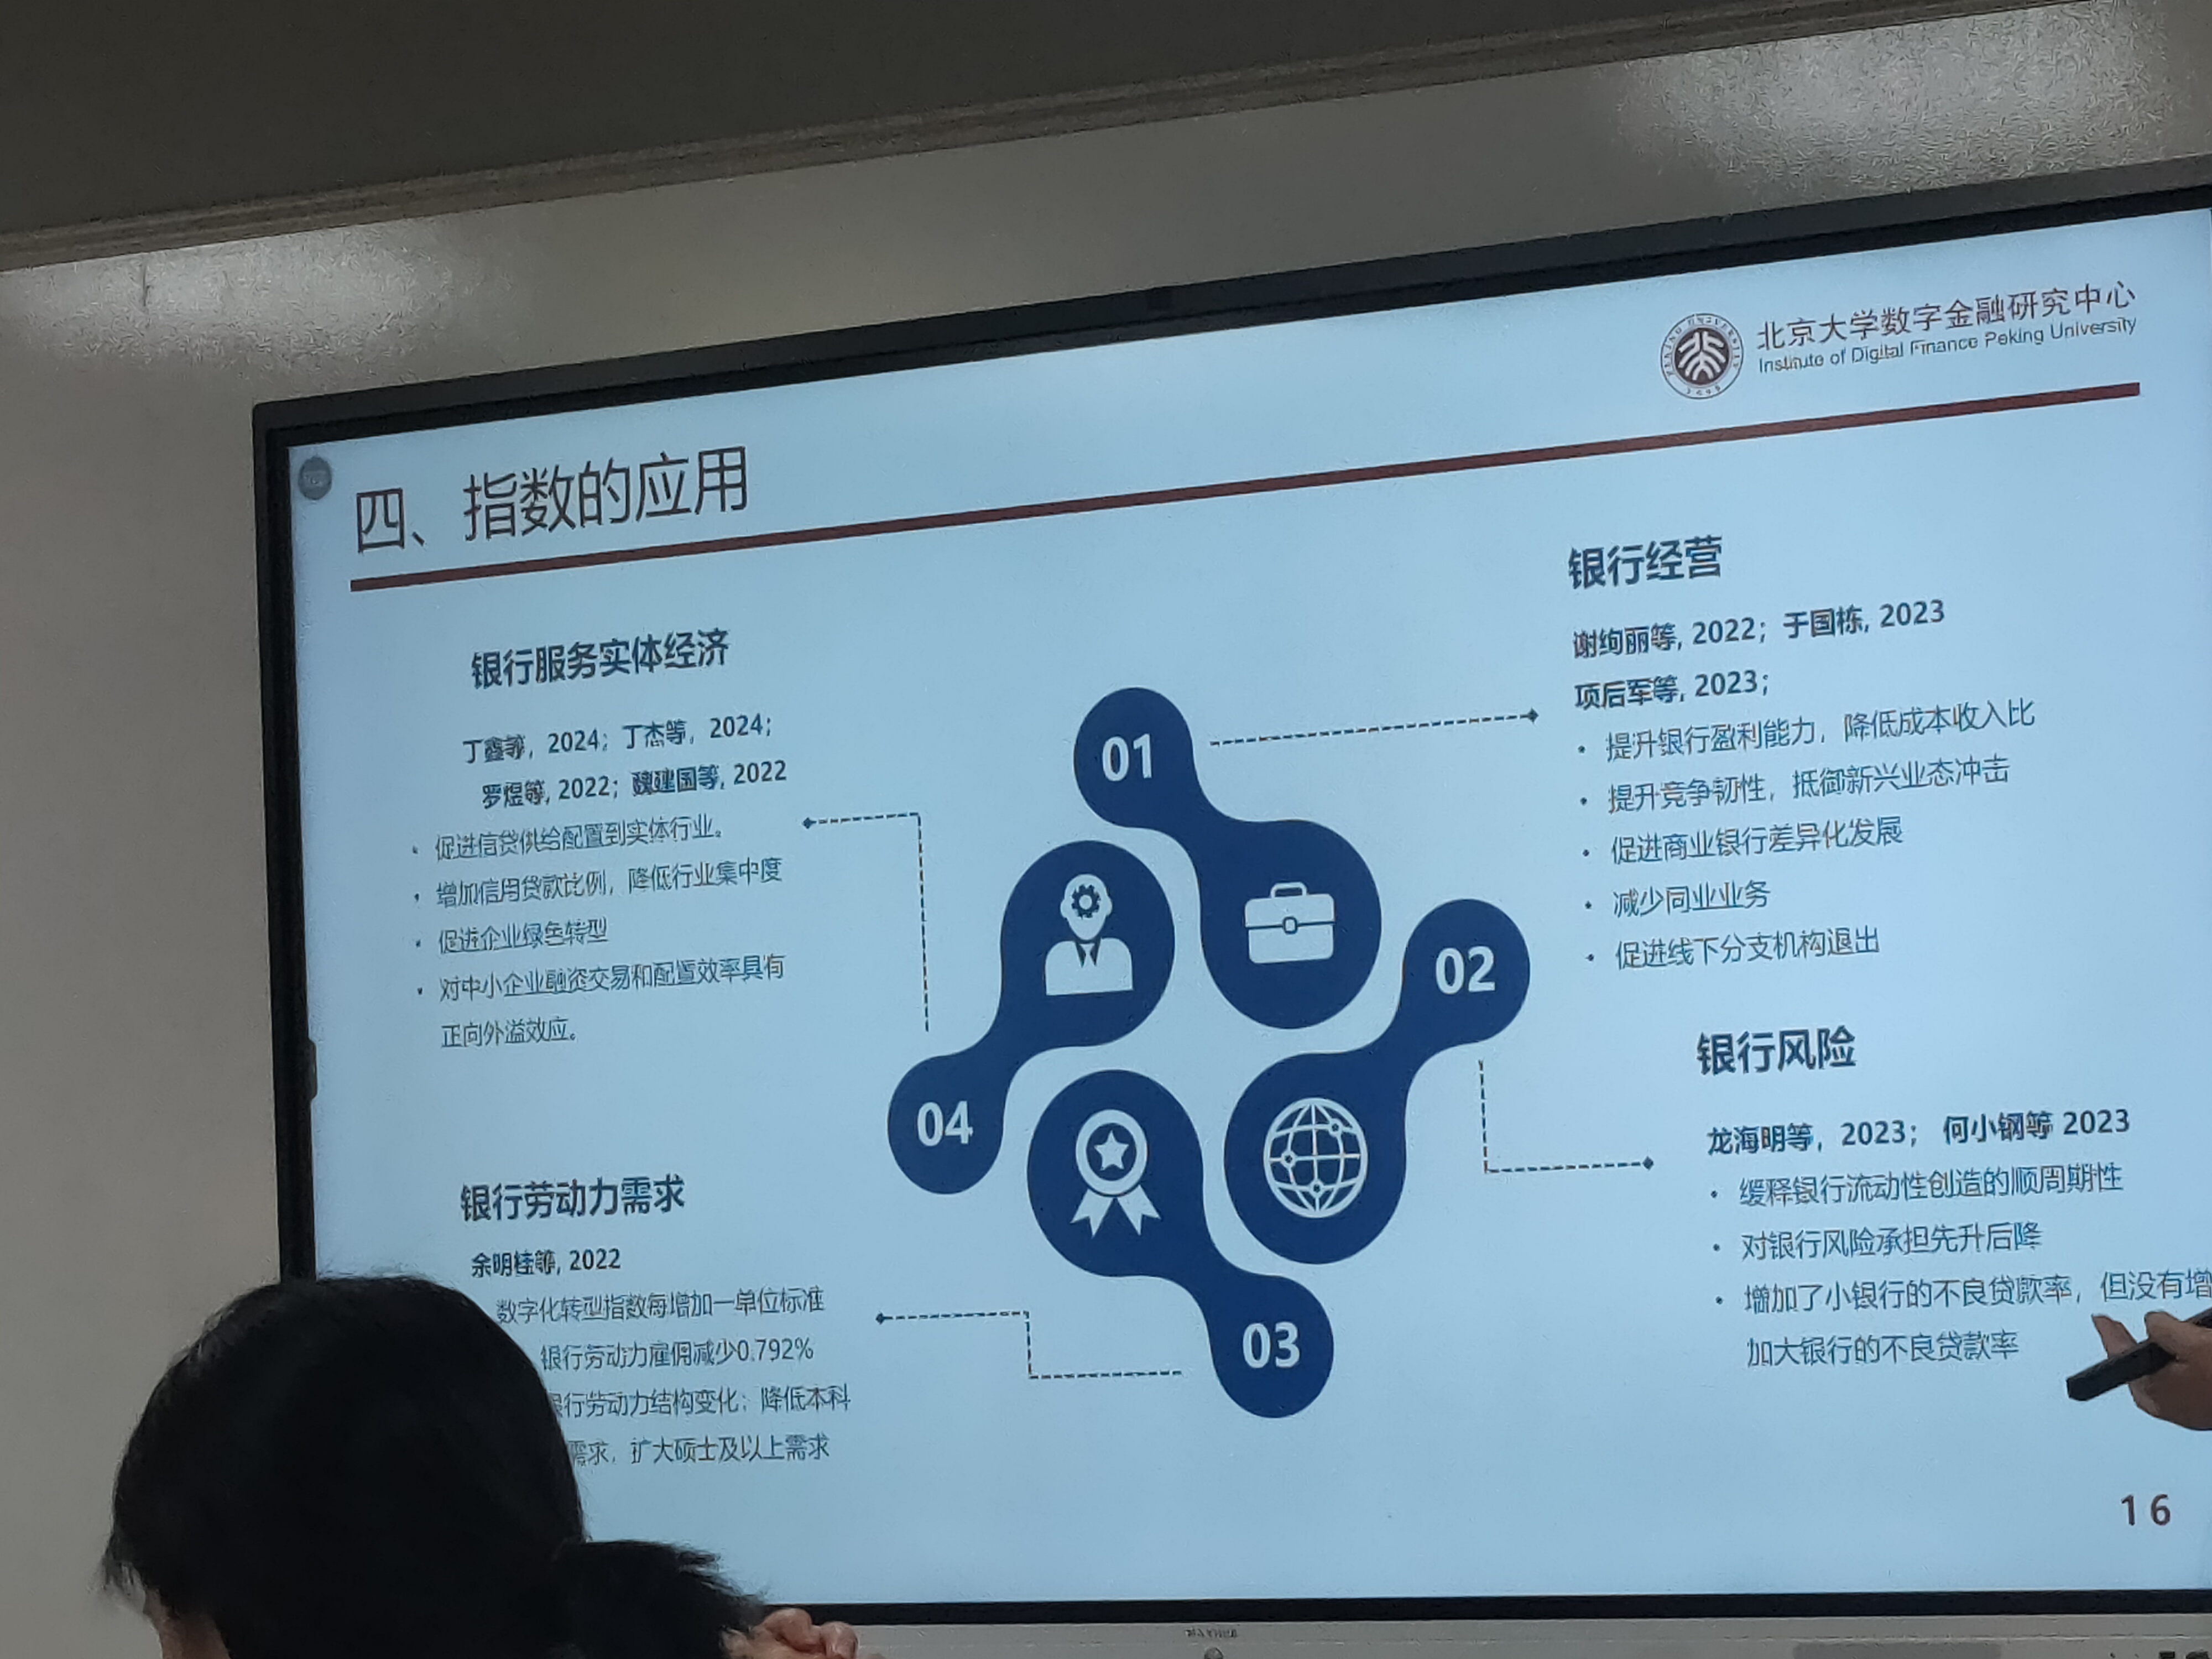 北京大学数字金融研究中心
Institute of Digital Finance Peking University
四、指数的应用
银行服务实体经济
丁鑫等，2024；丁杰等，2024；
罗煜等, 2022；魏建国等, 2022
• 促进信贷供给配置到实体行业。
• 增加信用贷款比例，降低行业集中度
• 促进企业绿色转型
• 对中小企业融资交易和配置效率具有
正向外溢效应。
银行劳动力需求
余明桂等, 2022
数字化转型指数每增加一单位标准
银行劳动力雇佣减少0.792%
银行劳动力结构变化：降低本科
需求，扩大硕士及以上需求
01
02
03
04
银行经营
谢绚丽等, 2022；于国栋, 2023
项后军等, 2023；
• 提升银行盈利能力，降低成本收入比
• 提升竞争韧性，抵御新兴业态冲击
• 促进商业银行差异化发展
• 减少同业业务
• 促进线下分支机构退出
银行风险
龙海明等，2023； 何小钢等 2023
• 缓释银行流动性创造的顺周期性
• 对银行风险承担先升后降
• 增加了小银行的不良贷款率，但没有增
加大银行的不良贷款率
16